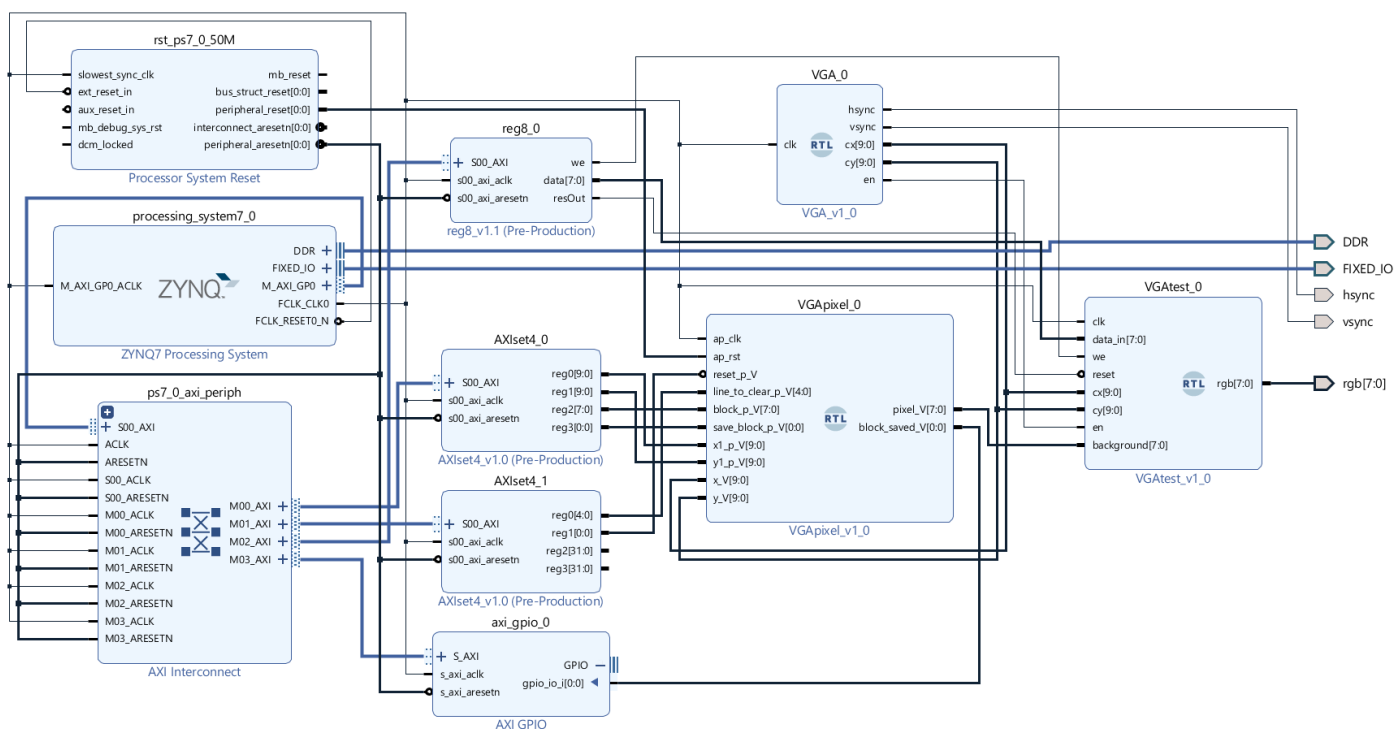 rst_ps7_0_50M
slowest_sync_clk
ext_reset_in
aux_reset_in
mb_debug_sys_rst
dcm_locked
mb_reset
bus_struct_reset[0:0]
peripheral_reset[0:0]
interconnect_aresetn[0:0]
peripheral_aresetn[0:0]
Processor System Reset
processing_system7_0
M_AXI_GP0_ACLK
ZYNQ
DDR
FIXED_IO
M_AXI_GP0
FCLK_CLK0
FCLK_RESET0_N
ZYNQ7 Processing System
ps7_0_axi_periph
S00_AXI
ACLK
ARESETN
S00_ACLK
S00_ARESETN
M00_ACLK
M00_ARESETN
M01_ACLK
M01_ARESETN
M02_ACLK
M02_ARESETN
M03_ACLK
M03_ARESETN
M00_AXI
M01_AXI
M02_AXI
M03_AXI
AXI Interconnect
reg8_0
S00_AXI
s00_axi_aclk
s00_axi_aresetn
we
data[7:0]
resOut
reg8_v1.1 (Pre-Production)
AXIset4_0
S00_AXI
s00_axi_aclk
s00_axi_aresetn
reg0[9:0]
reg1[9:0]
reg2[7:0]
reg3[0:0]
AXIset4_v1.0 (Pre-Production)
AXIset4_1
S00_AXI
s00_axi_aclk
s00_axi_aresetn
reg0[4:0]
reg1[0:0]
reg2[31:0]
reg3[31:0]
AXIset4_v1.0 (Pre-Production)
axi_gpio_0
S_AXI
s_axi_aclk
s_axi_aresetn
GPIO
gpio_io_i[0:0]
AXI GPIO
VGA_0
clk
RTL
hsync
vsync
cx[9:0]
cy[9:0]
en
VGA_v1_0
VGApixel_0
ap_clk
ap_rst
reset_p_V
line_to_clear_p_V[4:0]
block_p_V[7:0]
save_block_p_V[0:0]
x1_p_V[9:0]
y1_p_V[9:0]
x_V[9:0]
y_V[9:0]
RTL
pixel_V[7:0]
block_saved_V[0:0]
VGApixel_v1_0
VGAtest_0
clk
data_in[7:0]
we
reset
cx[9:0]
cy[9:0]
en
background[7:0]
RTL
rgb[7:0]
VGAtest_v1_0
DDR
FIXED_IO
hsync
vsync
rgb[7:0]